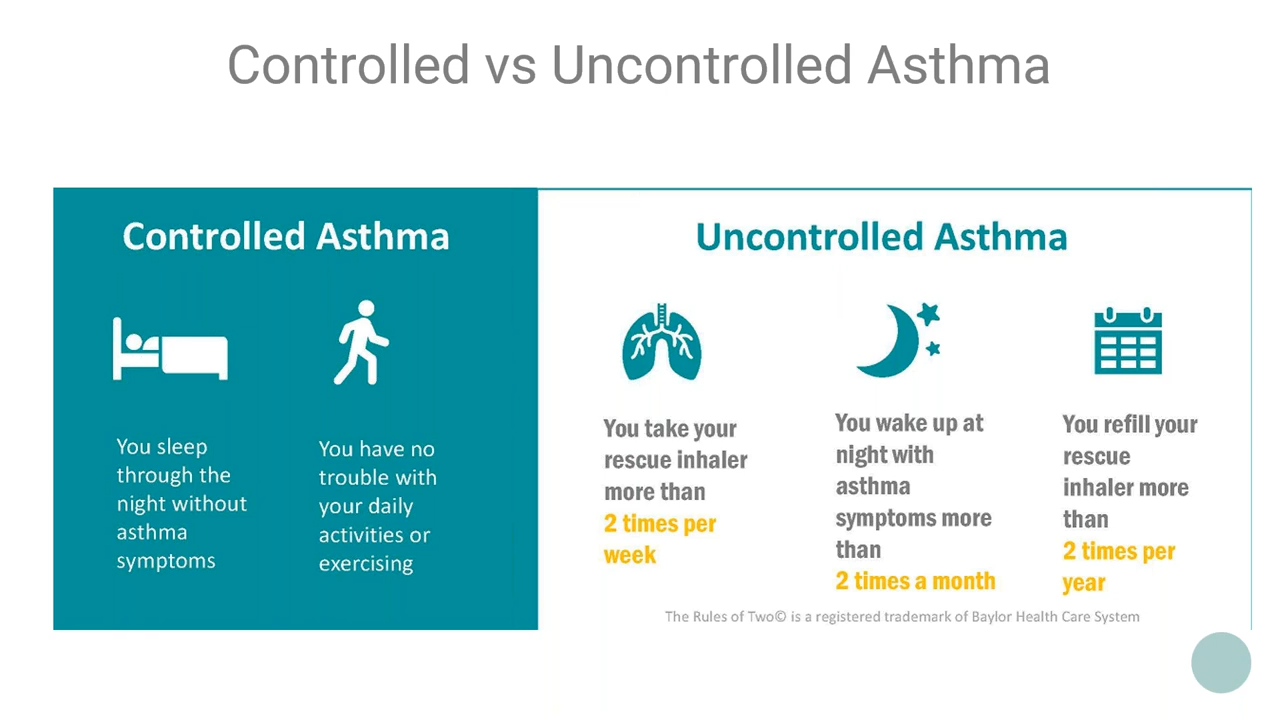 Controlled vs Uncontrolled Asthma
Controlled Asthma
You sleep
through the
night without
asthma
symptoms
You have no
trouble with
your daily
activities or
exercising
Uncontrolled Asthma
You take your
rescue inhaler
more than
2 times per
week
You wake up at
night with
asthma
symptoms more
than
2 times a month
You refill your
rescue
inhaler more
than
2 times per
year
The Rules of Two© is a registered trademark of Baylor Health Care System